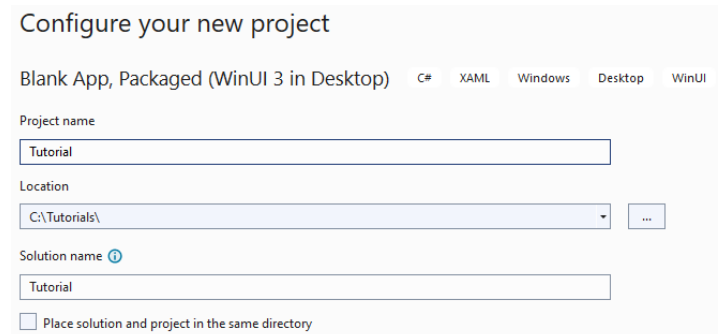 Configure your new project
Blank App, Packaged (WinUI 3 in Desktop) C# XAML Windows Desktop WinUI
Project name
Tutorial
Location
C:\Tutorials\ ...
Solution name
Tutorial
Place solution and project in the same directory